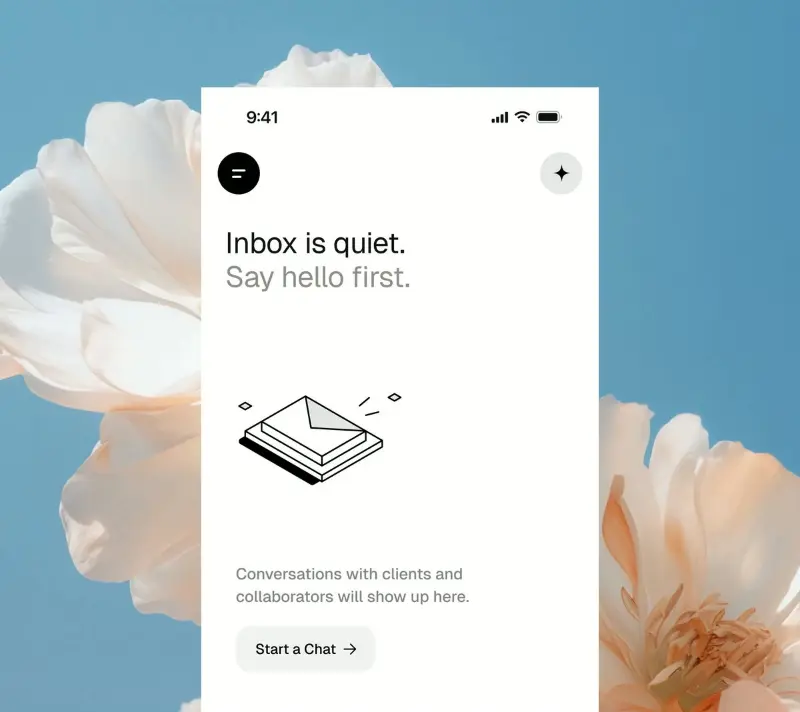 9:41
Inbox is quiet.
Say hello first.
Conversations with clients and
collaborators will show up here.
Start a Chat →